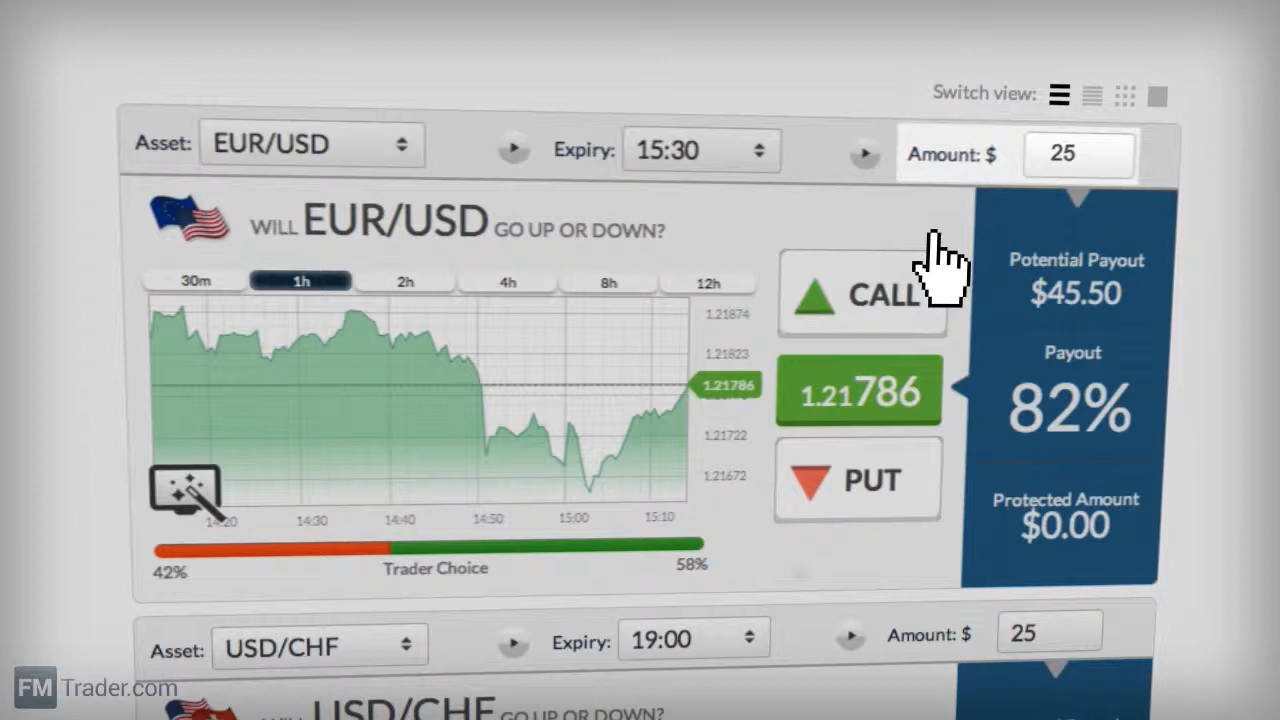 Switch view:
Asset: EUR/USD Expiry: 15:30 Amount: $ 25
WILL EUR/USD GO UP OR DOWN?
30m 1h 2h 4h 8h 12h
1.21874
1.21823
1.21786
1.21722
1.21672
14:20 14:30 14:40 14:50 15:00 15:10
42% Trader Choice 58%
CALL
1.21786
PUT
Potential Payout
$45.50
Payout
82%
Protected Amount
$0.00
Asset: USD/CHF Expiry: 19:00 Amount: $ 25
WILL USD/CHF GO UP OR DOWN?
FM Trader.com